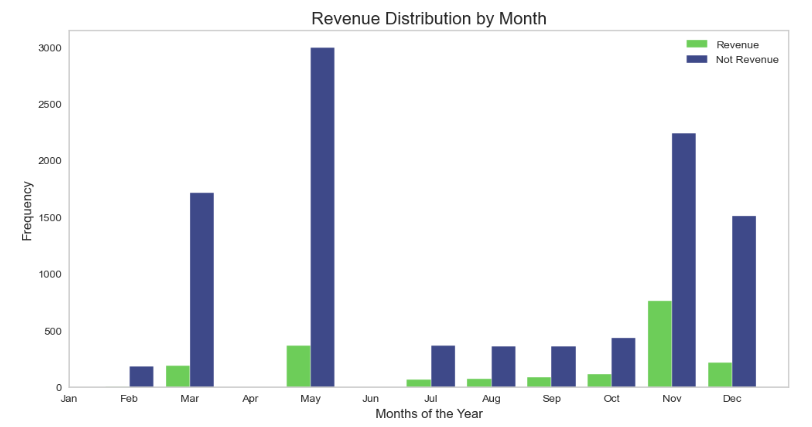 Revenue Distribution by Month
Revenue
Not Revenue
3000
2500
2000
1500
1000
500
0
Frequency
Jan Feb Mar Apr May Jun Jul Aug Sep Oct Nov Dec
Months of the Year